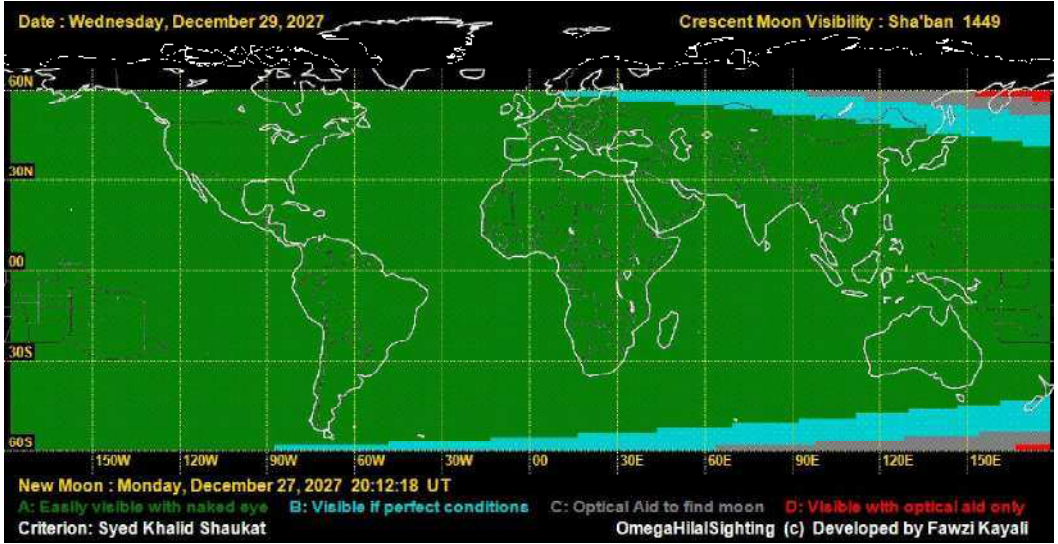 Date : Wednesday, December 29, 2027 Crescent Moon Visibility : Sha'ban 1449
60N
30N
00
30S
60S
150W 120W 90W 60W 30W 00 30E 60E 90E 120E 150E
New Moon : Monday, December 27, 2027 20:12:18 UT
A: Easily visible with naked eye B: Visible if perfect conditions C: Optical Aid to find moon D: Visible with optical aid only
Criterion: Syed Khalid Shaukat OmegaHilalSighting (c) Developed by Fawzi Kayali